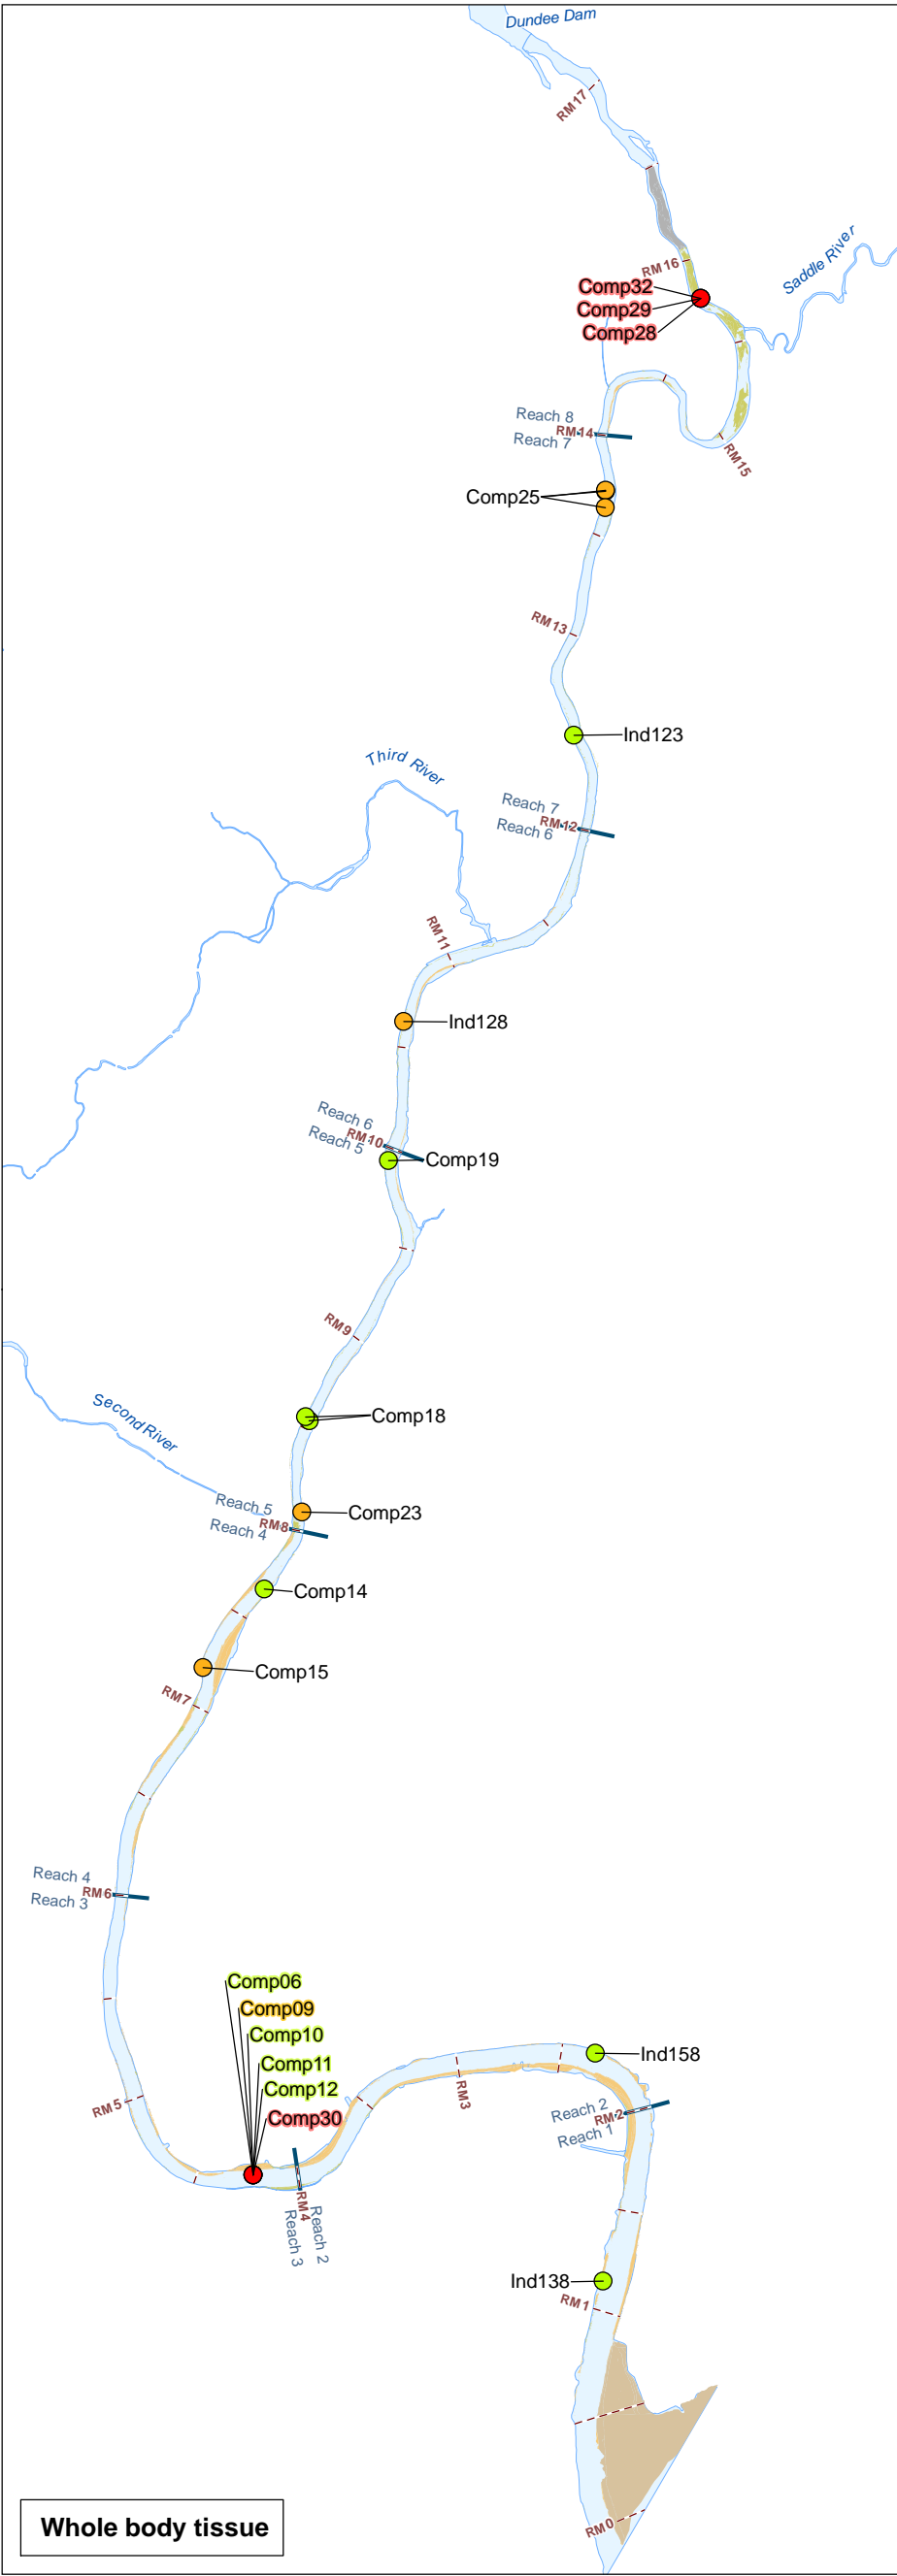 Dundee Dam
RM17
Saddle River
RM16
Comp32
Comp29
Comp28
Reach 8
RM14
Reach 7
RM15
Comp25
RM13
Ind123
Third River
Reach 7
RM12
Reach 6
RM11
Ind128
Reach 6
RM10
Reach 5
Comp19
RM9
Comp18
Second River
Reach 5
RM8
Reach 4
Comp23
Comp14
Comp15
RM7
Reach 4
RM6
Reach 3
Comp06
Comp09
Comp10
Comp11
Comp12
Comp30
Ind158
RM3
RM5
Reach 2
RM2
Reach 1
RM4
Reach 2
Reach 3
Ind138
RM1
RM0
Whole body tissue